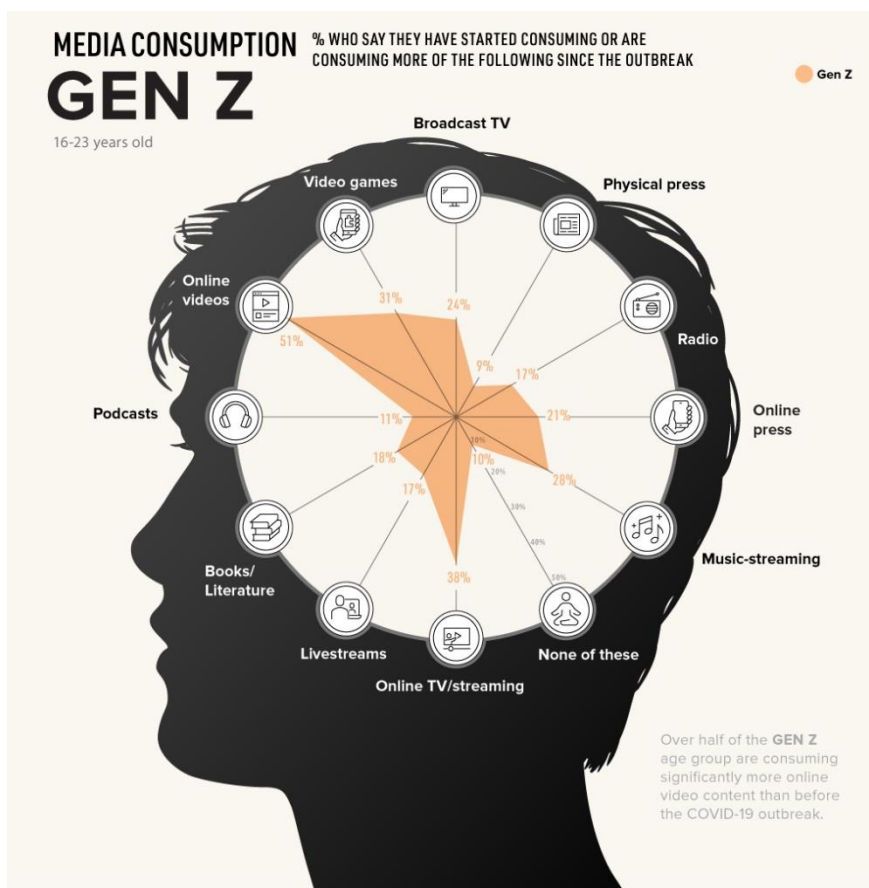 MEDIA CONSUMPTION
GEN Z
16-23 years old
% WHO SAY THEY HAVE STARTED CONSUMING OR ARE
CONSUMING MORE OF THE FOLLOWING SINCE THE OUTBREAK
Gen Z
Broadcast TV
Video games
Physical press
Online
videos
Radio
31%
24%
51%
9%
17%
Podcasts
11%
21%
Online
press
18%
10%
10%
20%
28%
17%
30%
40%
38%
50%
Music-streaming
Books/
Literature
Livestreams
None of these
Online TV/streaming
Over half of the GEN Z
age group are consuming
significantly more online
video content than before
the COVID-19 outbreak.